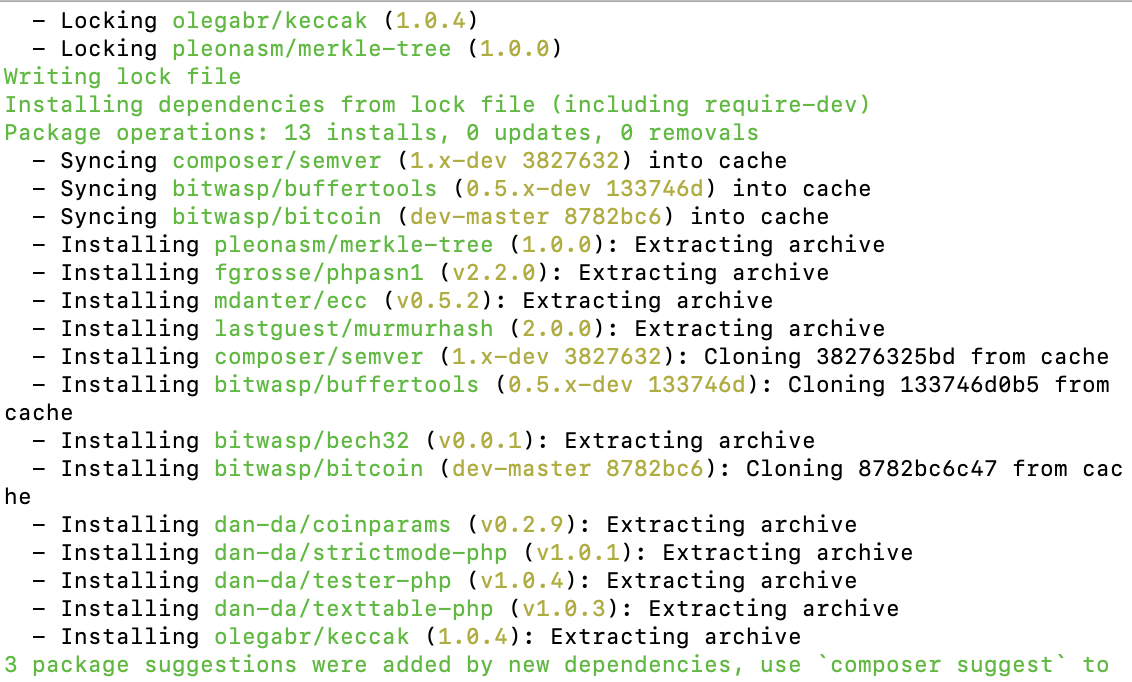 - Locking olegabr/keccak (1.0.4)
- Locking pleonasm/merkle-tree (1.0.0)
Writing lock file
Installing dependencies from lock file (including require-dev)
Package operations: 13 installs, 0 updates, 0 removals
- Syncing composer/semver (1.x-dev 3827632) into cache
- Syncing bitwasp/buffertools (0.5.x-dev 133746d) into cache
- Syncing bitwasp/bitcoin (dev-master 8782bc6) into cache
- Installing pleonasm/merkle-tree (1.0.0): Extracting archive
- Installing fgrosse/phpasn1 (v2.2.0): Extracting archive
- Installing mdanter/ecc (v0.5.2): Extracting archive
- Installing lastguest/murmurhash (2.0.0): Extracting archive
- Installing composer/semver (1.x-dev 3827632): Cloning 38276325bd from cache
- Installing bitwasp/buffertools (0.5.x-dev 133746d): Cloning 133746d0b5 from
cache
- Installing bitwasp/bech32 (v0.0.1): Extracting archive
- Installing bitwasp/bitcoin (dev-master 8782bc6): Cloning 8782bc6c47 from cac
he
- Installing dan-da/coinparams (v0.2.9): Extracting archive
- Installing dan-da/strictmode-php (v1.0.1): Extracting archive
- Installing dan-da/tester-php (v1.0.4): Extracting archive
- Installing dan-da/texttable-php (v1.0.3): Extracting archive
- Installing olegabr/keccak (1.0.4): Extracting archive
3 package suggestions were added by new dependencies, use `composer suggest` to